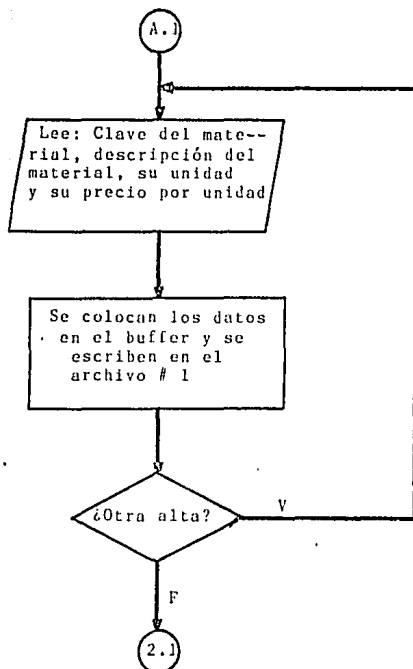 A.1
Lee: Clave del mate--
rial, descripción del
material, su unidad
y su precio por unidad
Se colocan los datos
en el buffer y se
escriben en el
archivo # 1
¿Otra alta?
V
F
2.1